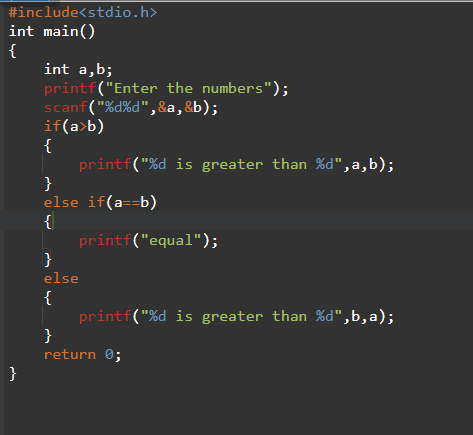 #include<stdio.h>
int main()
{
    int a,b;
    printf("Enter the numbers");
    scanf("%d%d",&a,&b);
    if(a>b)
    {
        printf("%d is greater than %d",a,b);
    }
    else if(a==b)
    {
        printf("equal");
    }
    else
    {
        printf("%d is greater than %d",b,a);
    }
    return 0;
}